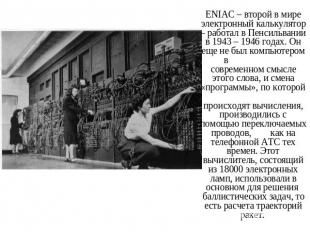 ENIAC – второй в мире
электронный калькулятор
- работал в Пенсильвании
в 1943 – 1946 годах. Он
еще не был компьютером
в
современном смысле
этого слова, и смена
«программы», по которой
происходят вычисления,
производились с
помощью переключаемых
проводов, как на
телефонной АТС тех
времен. Этот
вычислитель, состоящий
из 18000 электронных
ламп, использовали в
основном для решения
баллистических задач, то
есть расчета траекторий
ракет.